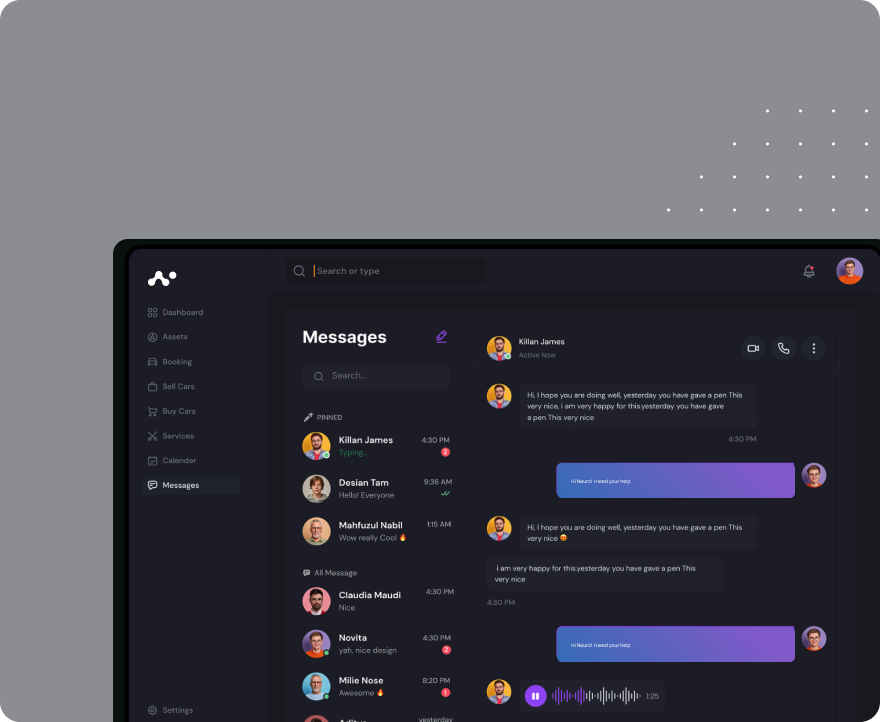 Search or type
Dashboard
Assets
Booking
Sell Cars
Buy Cars
Services
Calender
Messages
Settings
Messages
Search...
PINNED
Killan James
4:30 PM
Typing...
2
Desian Tam
9:36 AM
Hello! Everyone
Mahfuzul Nabil
1:15 AM
Wow really Cool 🔥
All Message
Claudia Maudi
4:30 PM
Nice
Novita
4:30 PM
yah, nice design
2
Milie Nose
8:20 PM
Awesome 🔥
1
yesterday
Killan James
Active Now
Hi, I hope you are doing well, yesterday you have gave a pen This
very nice, i am very happy for this.yesterday you have gave
a pen This very nice
4:30 PM
Hi Neuro! I need your help
Hi, I hope you are doing well, yesterday you have gave a pen This
very nice 😍
i am very happy for this.yesterday you have gave a pen This
very nice
4:30 PM
Hi Neuro! I need your help
1:25